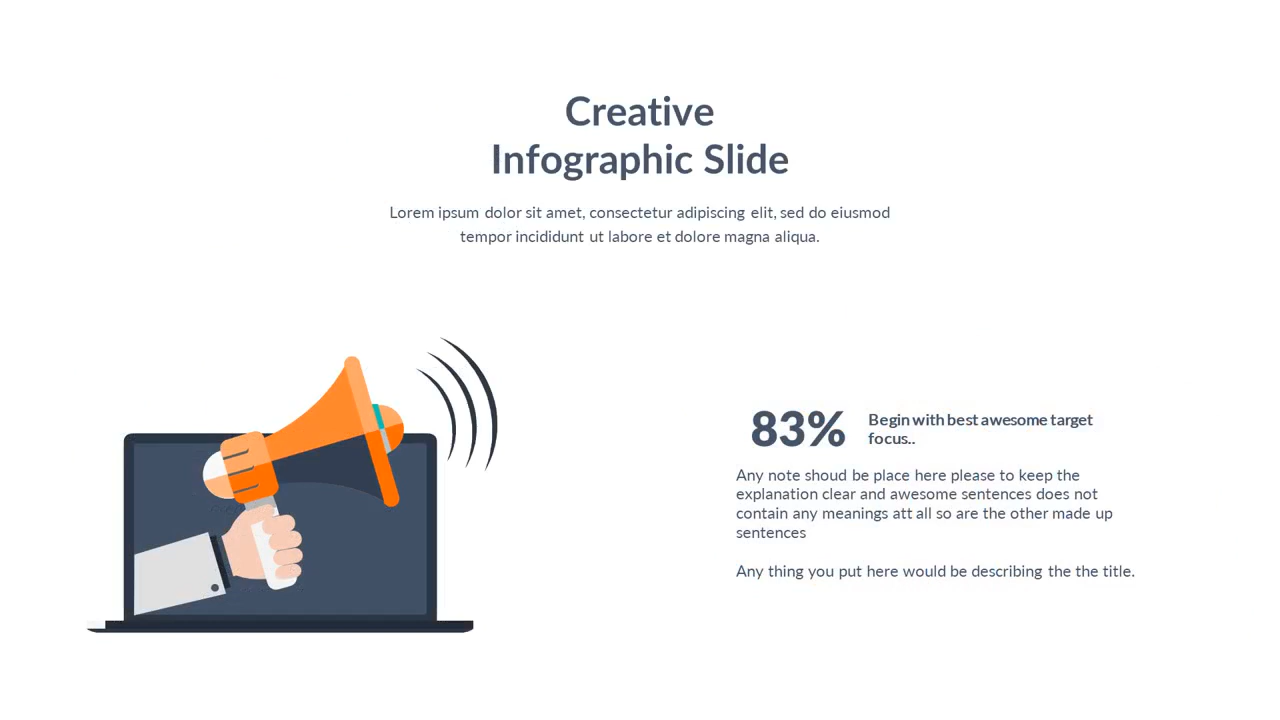 Creative
Infographic Slide
Lorem ipsum dolor sit amet, consectetur adipiscing elit, sed do eiusmod
tempor incididunt ut labore et dolore magna aliqua.
83%
Begin with best awesome target
focus..
Any note shoud be place here please to keep the
explanation clear and awesome sentences does not
contain any meanings att all so are the other made up
sentences
Any thing you put here would be describing the the title.